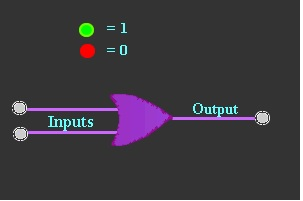 = 1
= 0
Inputs
Output